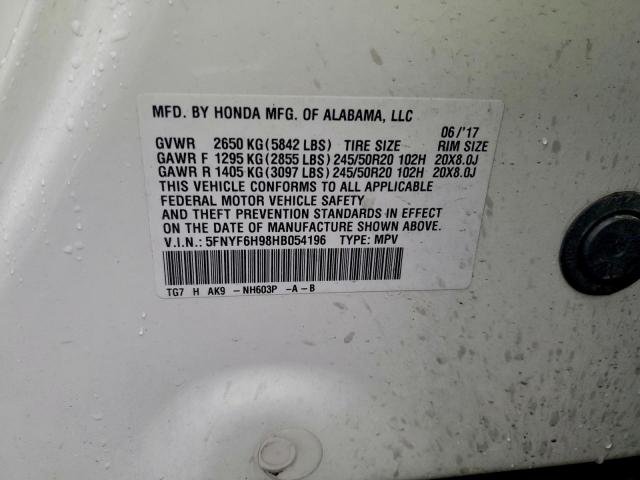 MFD. BY HONDA MFG. OF ALABAMA, LLC
06/'17
GVWR 2650 KG(5842 LBS) TIRE SIZE RIM SIZE
GAWR F 1295 KG(2855 LBS)245/50R20 102H 20X8.0J
GAWR R 1405 KG(3097 LBS)245/50R20 102H 20X8.0J
THIS VEHICLE CONFORMS TO ALL APPLICABLE
FEDERAL MOTOR VEHICLE SAFETY
AND THEFT PREVENTION STANDARDS IN EFFECT
ON THE DATE OF MANUFACTURE SHOWN ABOVE.
V.I.N.: 5FNYF6H98HB054196 TYPE: MPV
TG7 H AK9 -NH603P -A-B